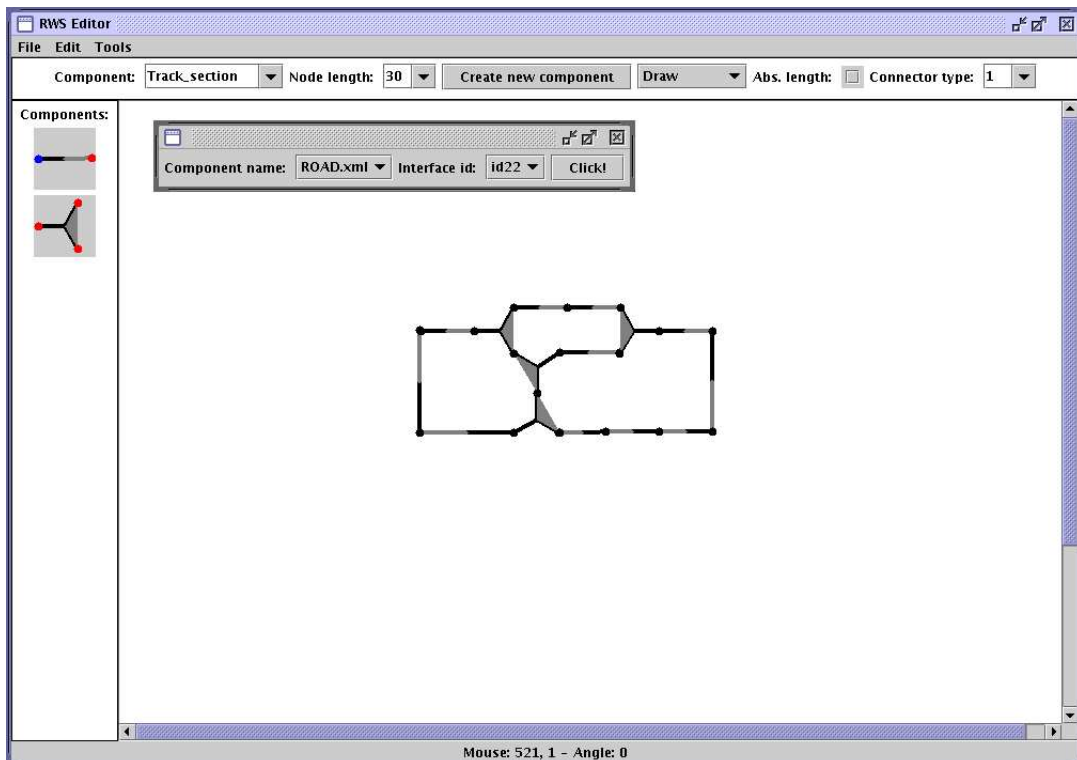 RWS Editor
File Edit Tools
Component: Track_section Node length: 30 Create new component Draw Abs. length: Connector type: 1
Components:
Component name: ROAD.xml Interface id: id22 Click!
Mouse: 521, 1 - Angle: 0